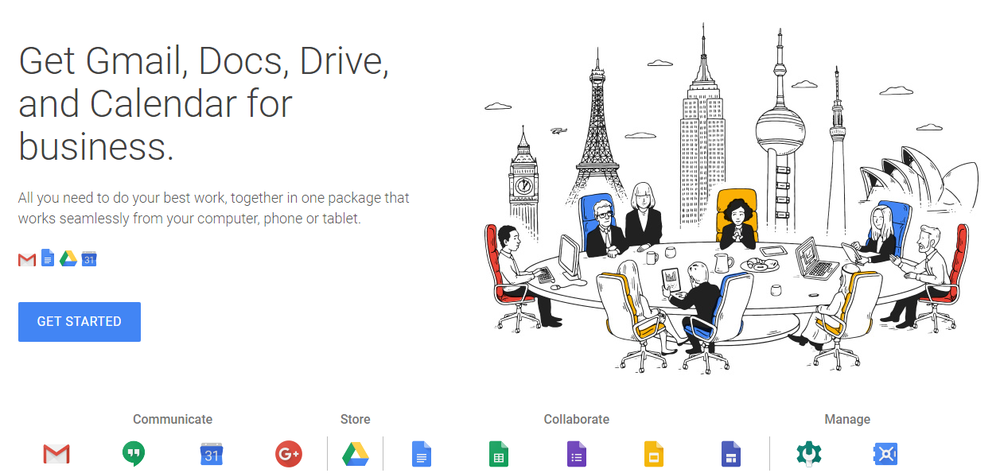 Get Gmail, Docs, Drive,
and Calendar for
business.
All you need to do your best work, together in one package that
works seamlessly from your computer, phone or tablet.
31
GET STARTED
Communicate Store Collaborate Manage
31 G+